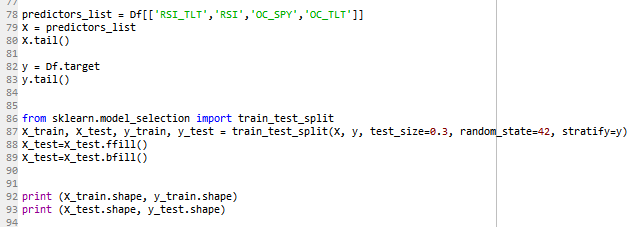 77
78 predictors_list = Df[['RSI_TLT','RSI','OC_SPY','OC_TLT']]
79 X = predictors_list
80 X.tail()
81
82 y = Df.target
83 y.tail()
84
85
86 from sklearn.model_selection import train_test_split
87 X_train, X_test, y_train, y_test = train_test_split(X, y, test_size=0.3, random_state=42, stratify=y)
88 X_test=X_test.ffill()
89 X_test=X_test.bfill()
90
91
92 print (X_train.shape, y_train.shape)
93 print (X_test.shape, y_test.shape)
94